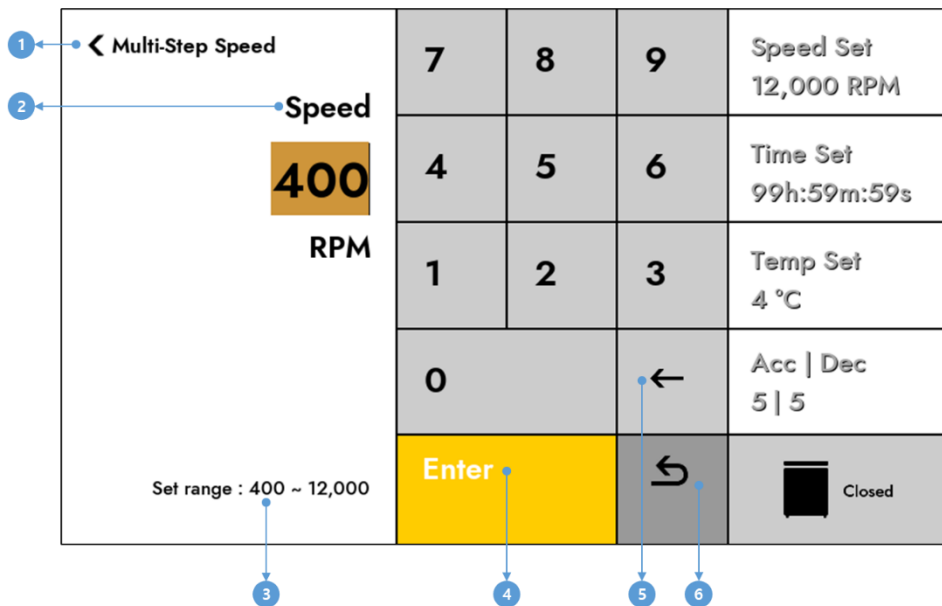 1
Multi-Step Speed
2
Speed
400
RPM
Set range : 400 ~ 12,000
3
7
8
9
4
5
6
1
2
3
0
←
Enter
4
5
6
Speed Set
12,000 RPM
Time Set
99h:59m:59s
Temp Set
4 °C
Acc | Dec
5 | 5
Closed